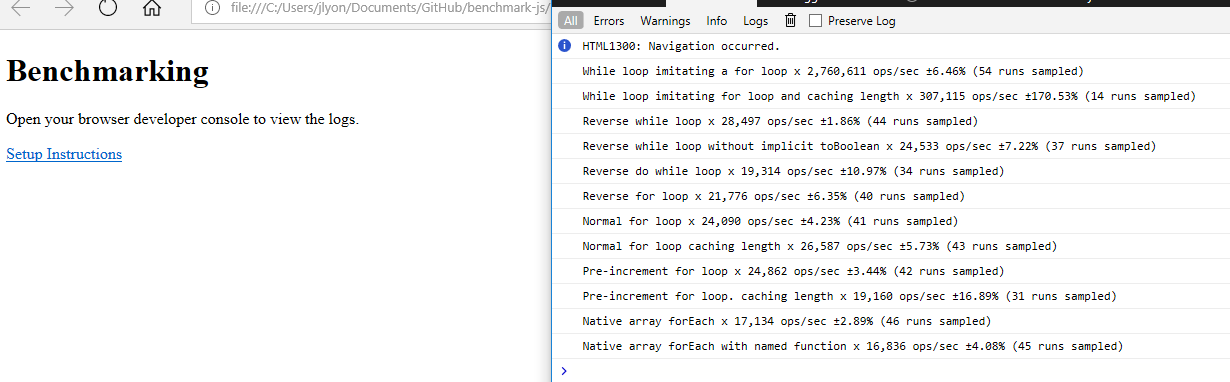 file:///C:/Users/jlyon/Documents/GitHub/benchmark-js/
All Errors Warnings Info Logs Preserve Log
Benchmarking
Open your browser developer console to view the logs.
Setup Instructions
HTML1300: Navigation occurred.
While loop imitating a for loop x 2,760,611 ops/sec ±6.46% (54 runs sampled)
While loop imitating for loop and caching length x 307,115 ops/sec ±170.53% (14 runs sampled)
Reverse while loop x 28,497 ops/sec ±1.86% (44 runs sampled)
Reverse while loop without implicit toBoolean x 24,533 ops/sec ±7.22% (37 runs sampled)
Reverse do while loop x 19,314 ops/sec ±10.97% (34 runs sampled)
Reverse for loop x 21,776 ops/sec ±6.35% (40 runs sampled)
Normal for loop x 24,090 ops/sec ±4.23% (41 runs sampled)
Normal for loop caching length x 26,587 ops/sec ±5.73% (43 runs sampled)
Pre-increment for loop x 24,862 ops/sec ±3.44% (42 runs sampled)
Pre-increment for loop. caching length x 19,160 ops/sec ±16.89% (31 runs sampled)
Native array forEach x 17,134 ops/sec ±2.89% (46 runs sampled)
Native array forEach with named function x 16,836 ops/sec ±4.08% (45 runs sampled)